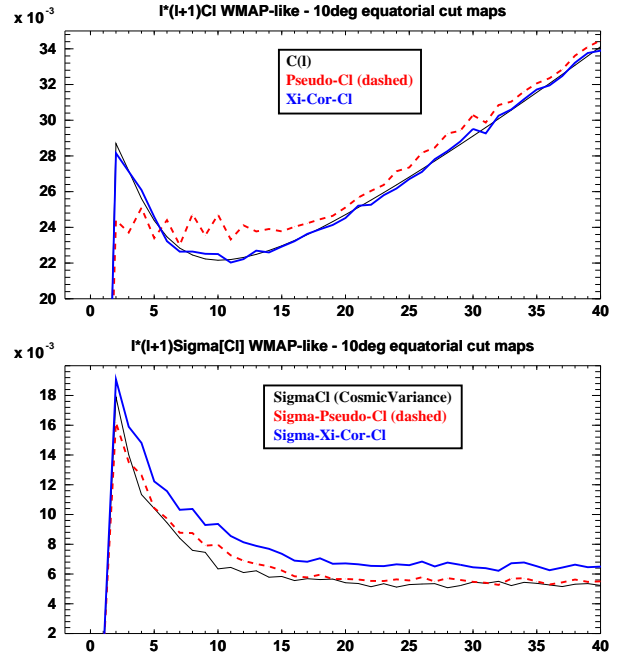 l*(l+1)Cl WMAP-like - 10deg equatorial cut maps
x 10⁻³
34
32
30
28
26
24
22
20
C(l)
Pseudo-Cl (dashed)
Xi-Cor-Cl
0 5 10 15 20 25 30 35 40
l*(l+1)Sigma[Cl] WMAP-like - 10deg equatorial cut maps
x 10⁻³
18
16
14
12
10
8
6
4
2
SigmaCl (CosmicVariance)
Sigma-Pseudo-Cl (dashed)
Sigma-Xi-Cor-Cl
0 5 10 15 20 25 30 35 40